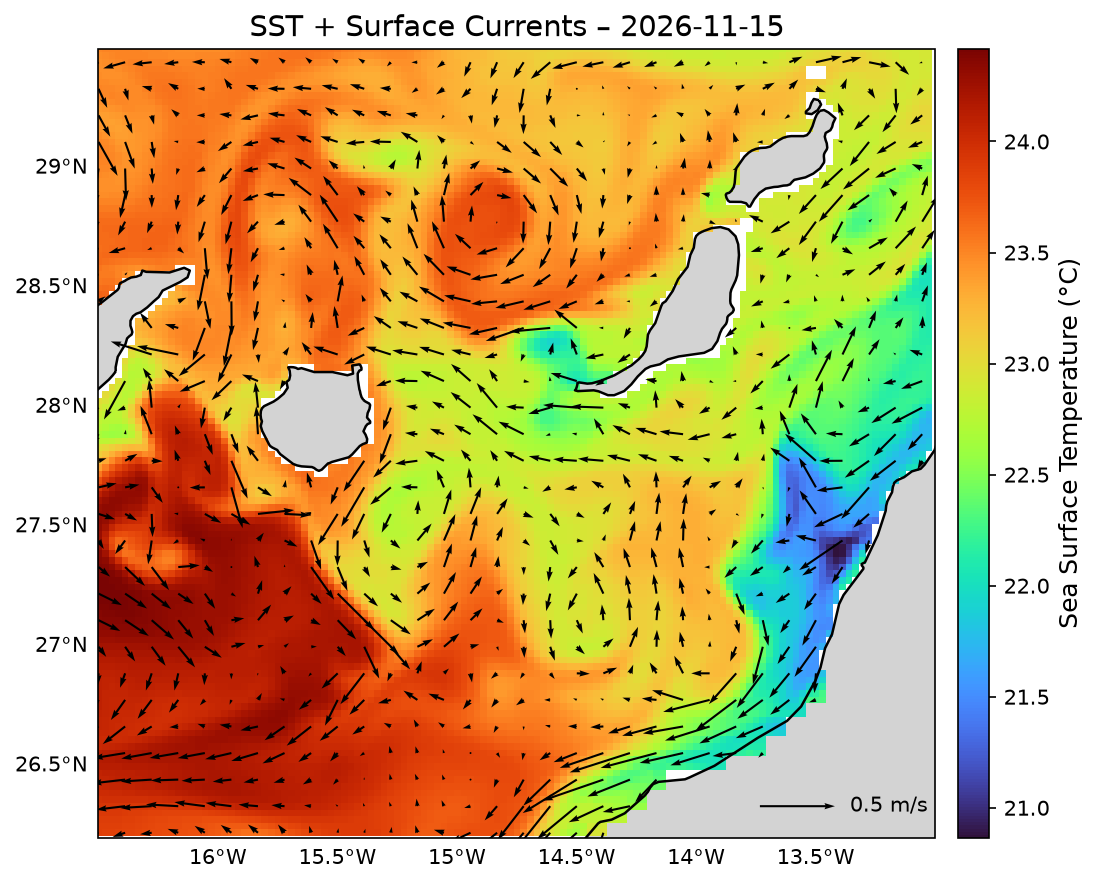 SST + Surface Currents – 2026-11-15
29°N
28.5°N
28°N
27.5°N
27°N
26.5°N
16°W
15.5°W
15°W
14.5°W
14°W
13.5°W
0.5 m/s
24.0
23.5
23.0
22.5
22.0
21.5
21.0
Sea Surface Temperature (°C)